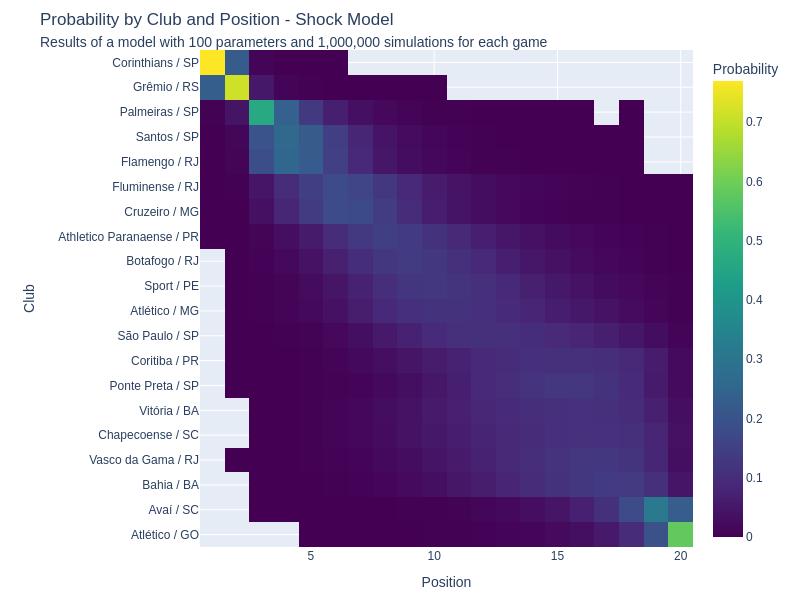 Probability by Club and Position - Shock Model
Results of a model with 100 parameters and 1,000,000 simulations for each game
Probability
Club
Corinthians / SP
Grêmio / RS
Palmeiras / SP
Santos / SP
Flamengo / RJ
Fluminense / RJ
Cruzeiro / MG
Athletico Paranaense / PR
Botafogo / RJ
Sport / PE
Atlético / MG
São Paulo / SP
Coritiba / PR
Ponte Preta / SP
Vitória / BA
Chapecoense / SC
Vasco da Gama / RJ
Bahia / BA
Avaí / SC
Atlético / GO
5 10 15 20
Position
0.7
0.6
0.5
0.4
0.3
0.2
0.1
0